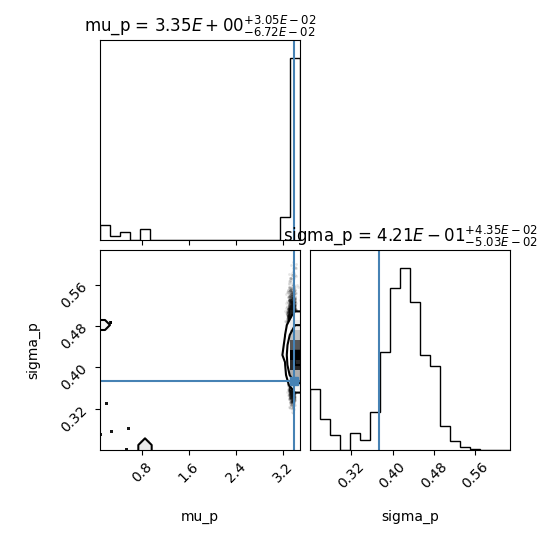 mu_p = 3.35E + 00+3.05E−02 −6.72E−02
sigma_p = 4.21E − 01+4.35E−02 −5.03E−02
sigma_p
0.56
0.48
0.40
0.32
0.8 1.6 2.4 3.2
mu_p
0.32 0.40 0.48 0.56
sigma_p